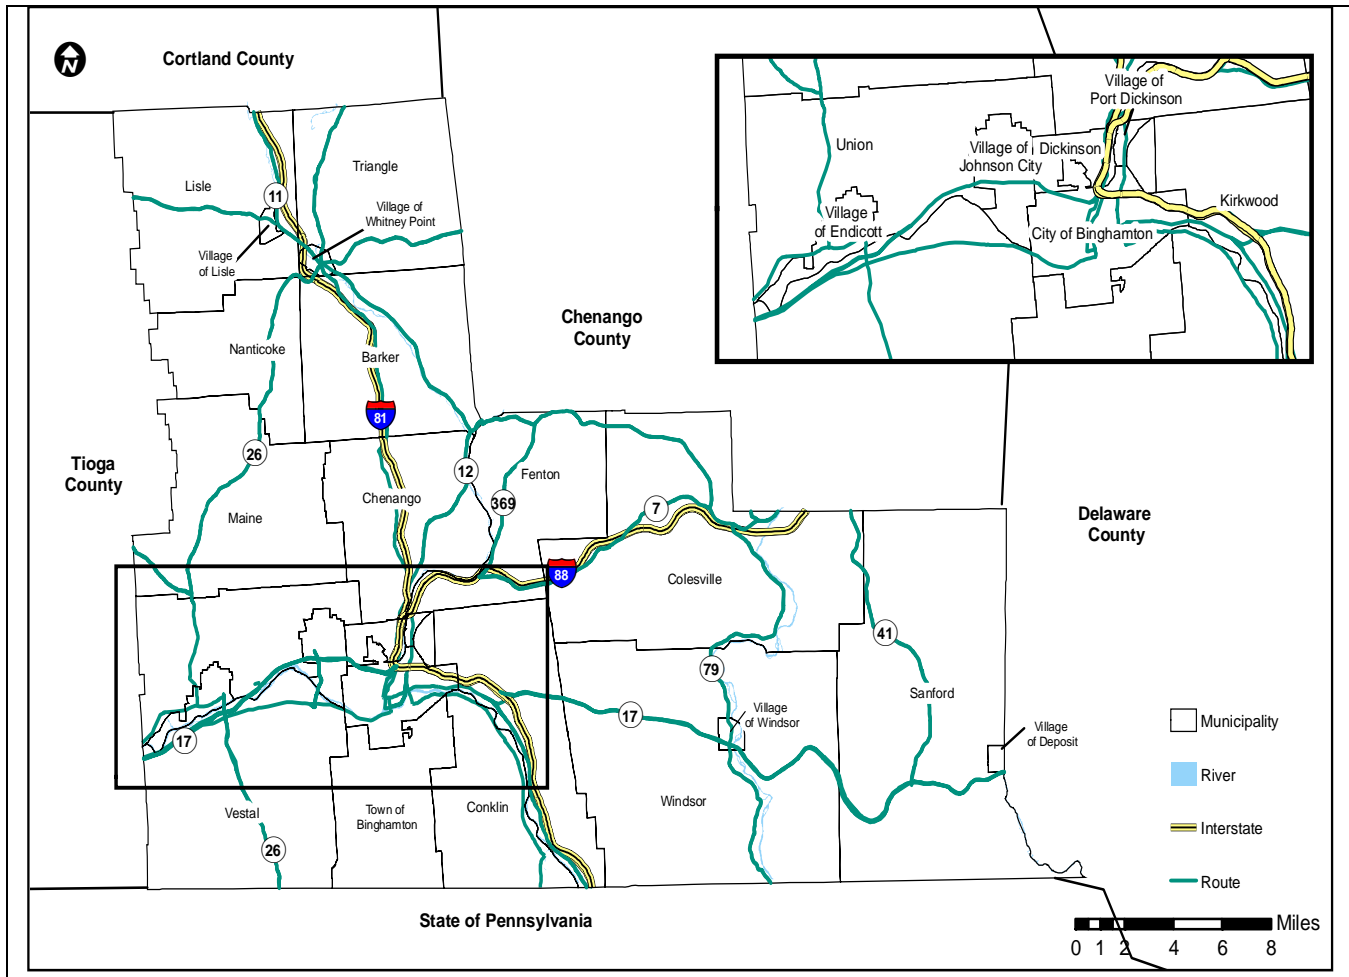 N
Cortland County
Village of
Port Dickinson
Union
Village of
Johnson City
Dickinson
Village
of Endicott
Kirkwood
City of Binghamton
Lisle
Triangle
11
Village of
Whitney Point
Village
of Lisle
Chenango
County
Nanticoke
Barker
81
26
Tioga
County
12
Fenton
369
Chenango
7
Maine
Delaware
County
88
Colesville
41
79
Sanford
17
Village
of Windsor
Village
of Deposit
17
Windsor
Vestal
Town of
Binghamton
Conklin
26
State of Pennsylvania
Municipality
River
Interstate
Route
Miles
0 1 2 4 6 8